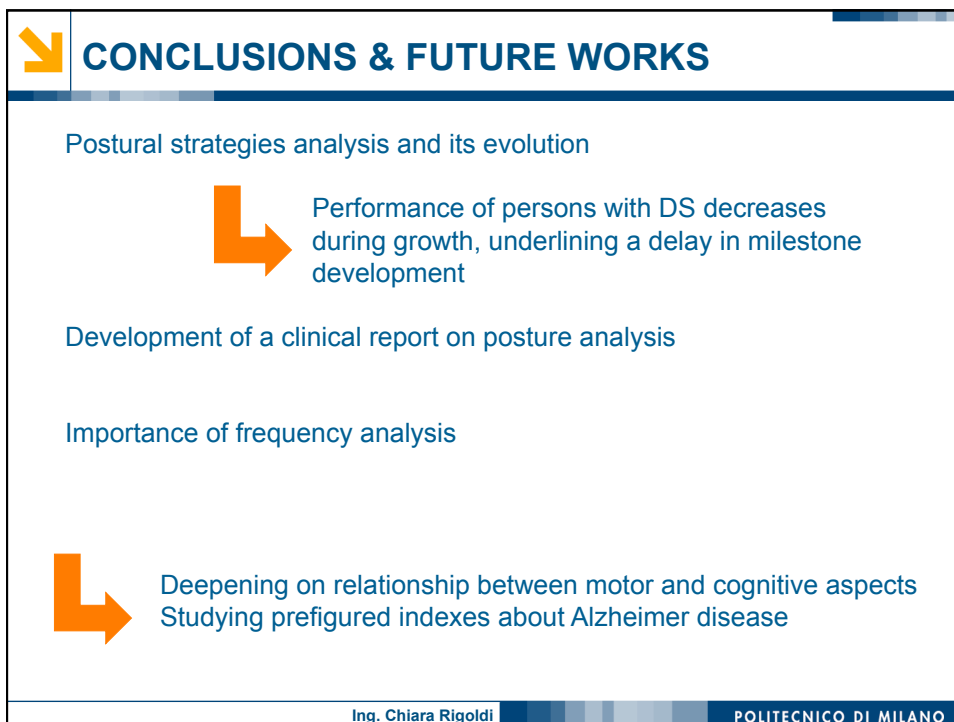 CONCLUSIONS & FUTURE WORKS
Postural strategies analysis and its evolution
Performance of persons with DS decreases
during growth, underlining a delay in milestone
development
Development of a clinical report on posture analysis
Importance of frequency analysis
Deepening on relationship between motor and cognitive aspects
Studying prefigured indexes about Alzheimer disease
Ing. Chiara Rigoldi
POLITECNICO DI MILANO